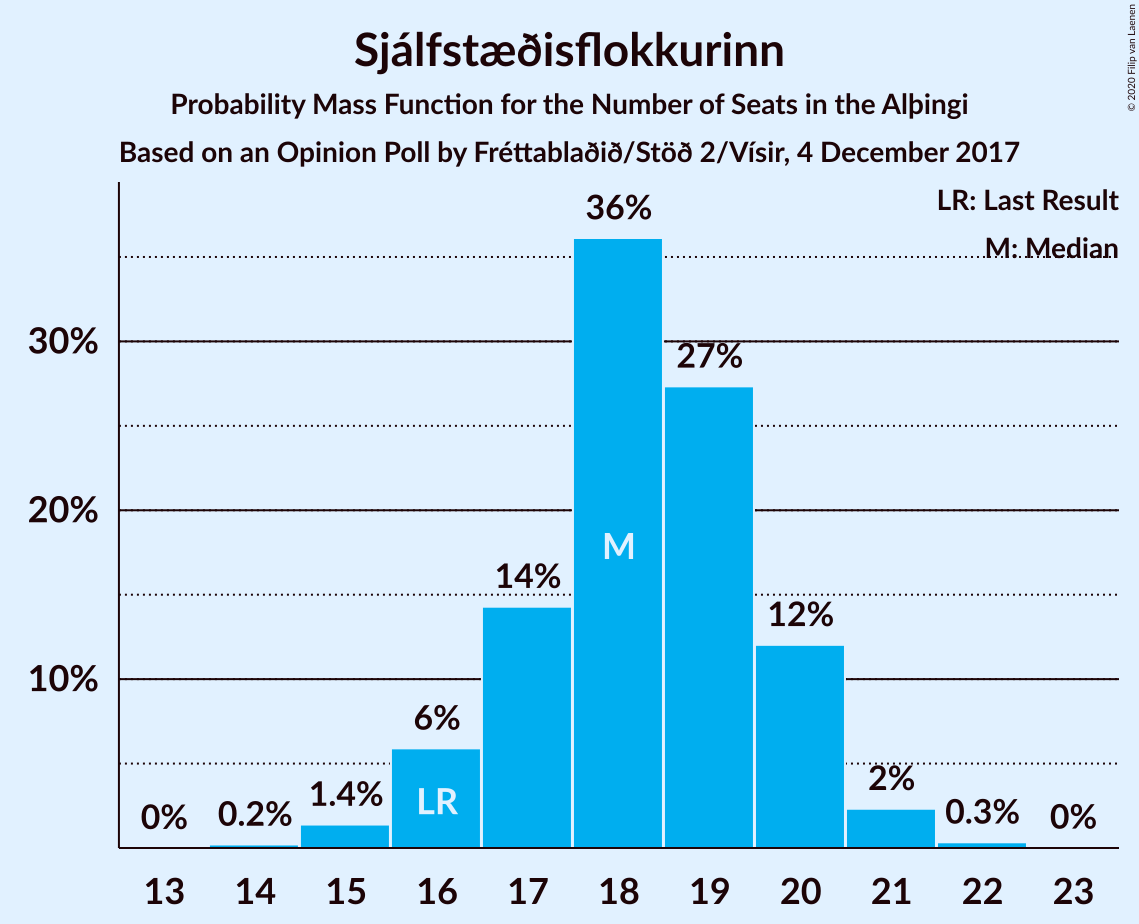 Sjálfstæðisflokkurinn
Probability Mass Function for the Number of Seats in the Alþingi
Based on an Opinion Poll by Fréttablaðið/Stöð 2/Vísir, 4 December 2017
© 2020 Filip van Laenen
LR: Last Result
M: Median
30%
20%
10%
0%
0.2%
1.4%
6%
14%
36%
27%
12%
2%
0.3%
0%
LR
M
13 14 15 16 17 18 19 20 21 22 23